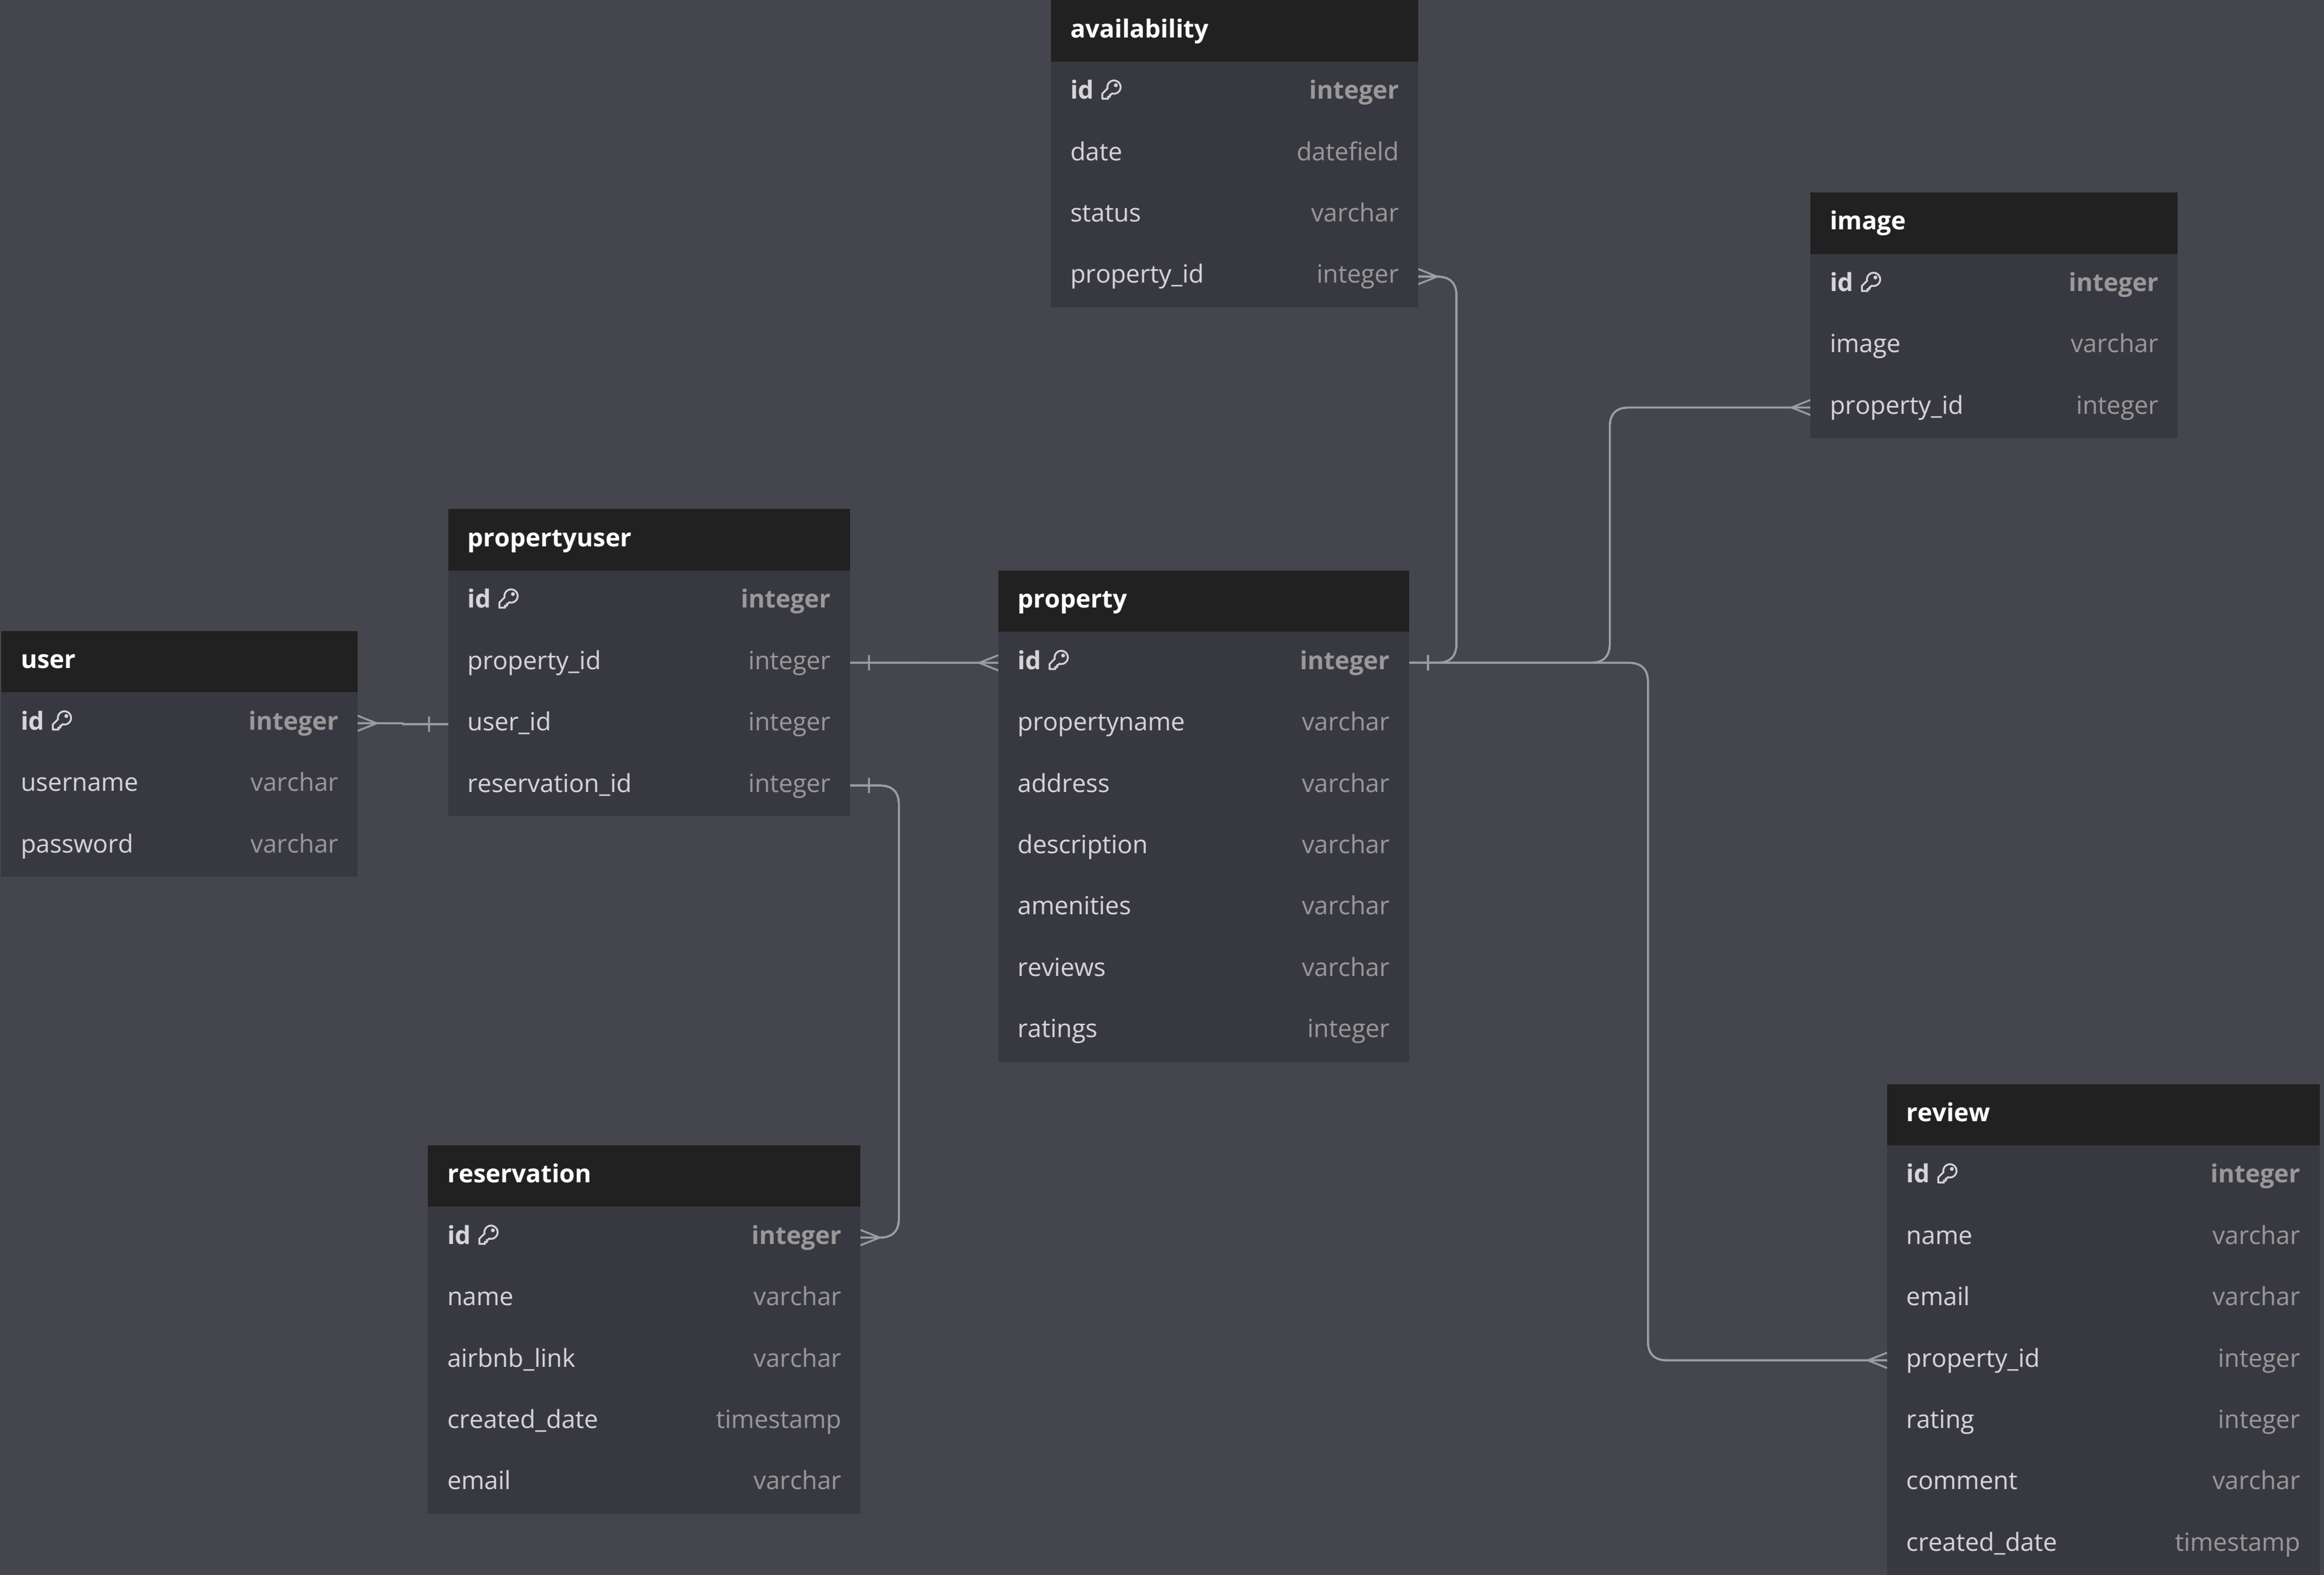 availability
id integer
date datefield
status varchar
property_id integer
image
id integer
image varchar
property_id integer
propertyuser
id integer
property_id integer
user_id integer
reservation_id integer
property
id integer
propertyname varchar
address varchar
description varchar
amenities varchar
reviews varchar
ratings integer
user
id integer
username varchar
password varchar
reservation
id integer
name varchar
airbnb_link varchar
created_date timestamp
email varchar
review
id integer
name varchar
email varchar
property_id integer
rating integer
comment varchar
created_date timestamp